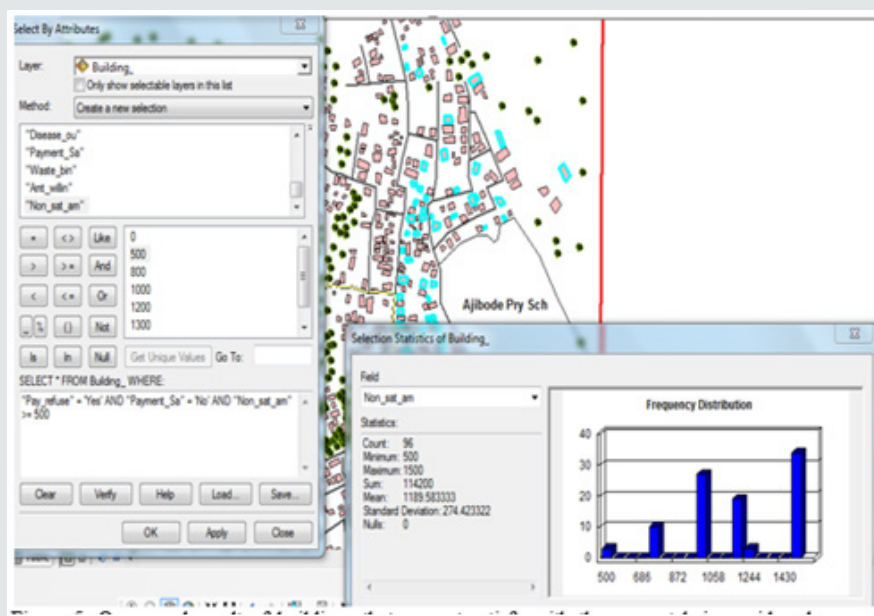 Select By Attributes
Layer: Building_
Only show selectable layers in this list
Method: Create a new selection
"Disease_ou"
"Payment_Sa"
"Waste_bin"
"Ant_willin"
"Non_sat_am"
= <> Like
> >= And
< <= Or
_ % () Not
Is In Null
0
500
800
1000
1200
1300
Get Unique Values Go To:
SELECT * FROM Building_ WHERE:
"Pay_refuse" = 'Yes' AND "Payment_Sa" = 'No' AND "Non_sat_am"
>= 500
Clear Verify Help Load... Save...
OK Apply Close
Ajibode Pry Sch
Selection Statistics of Building_
Field
Non_sat_am
Statistics:
Count: 96
Minimum: 500
Maximum: 1500
Sum: 114200
Mean: 1189.583333
Standard Deviation: 274.423322
Nulls: 0
Frequency Distribution
40
30
20
10
0
500 686 872 1058 1244 1430